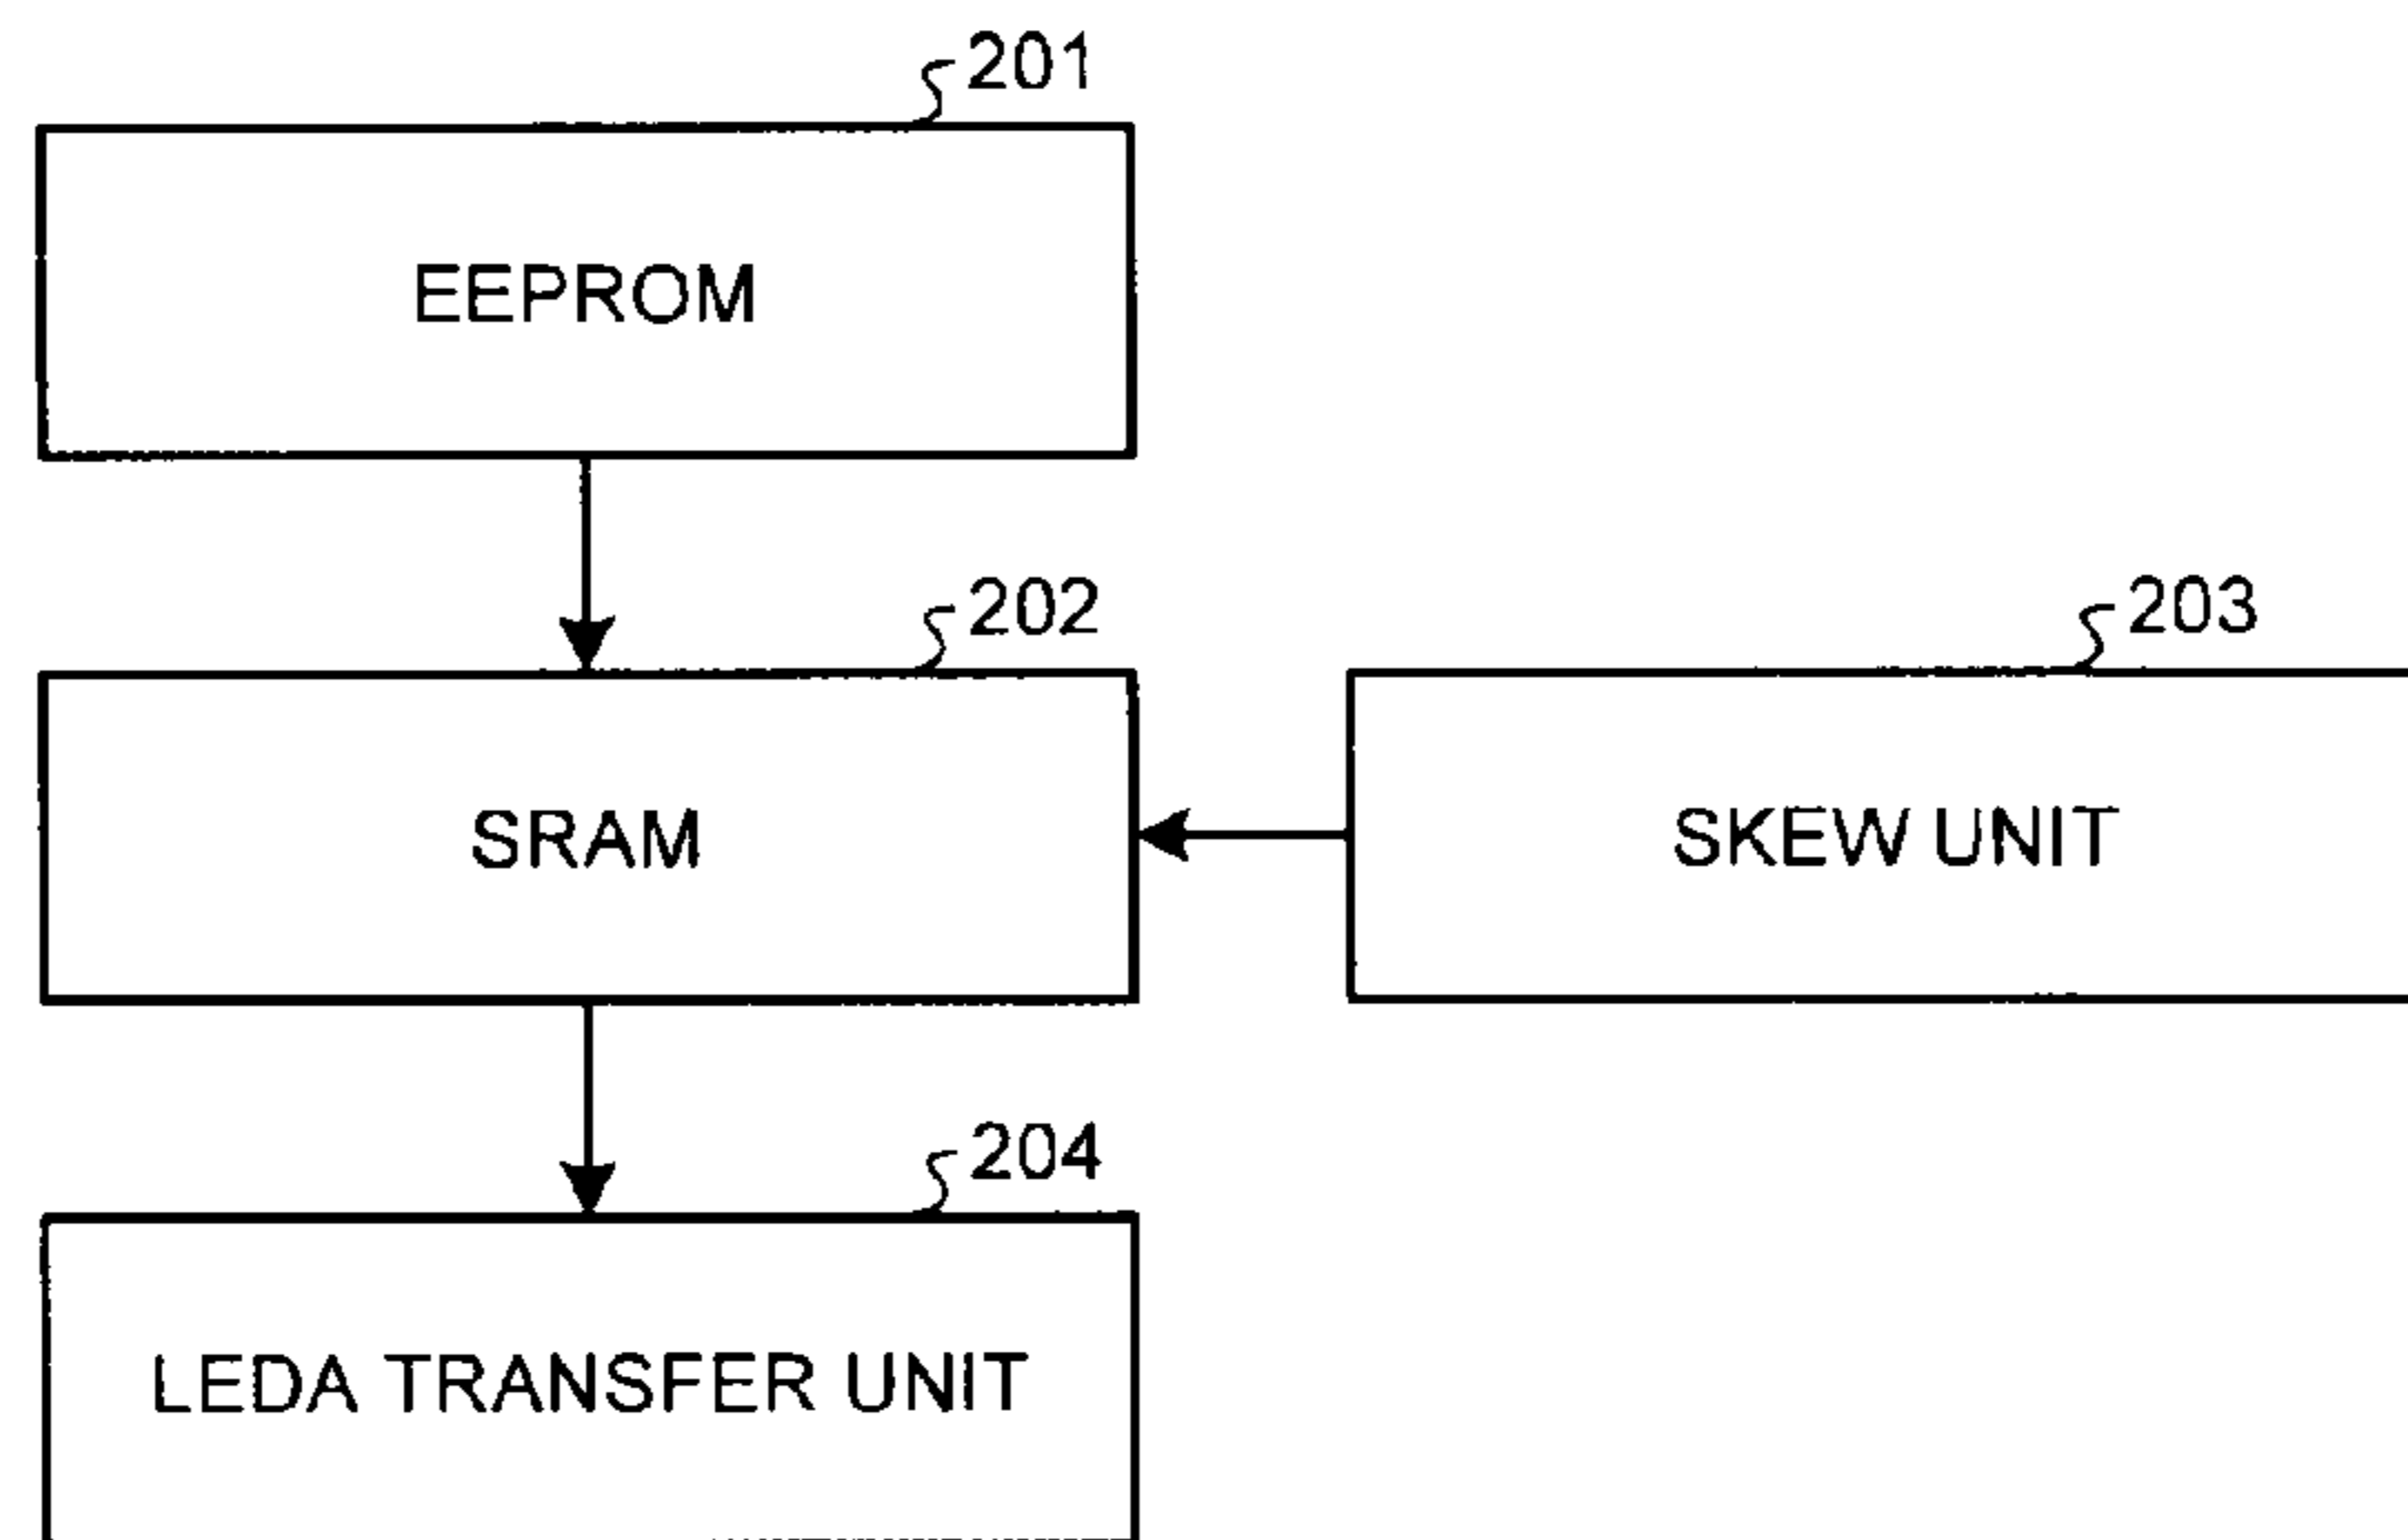 201
EEPROM
202
203
SRAM
SKEW UNIT
204
LEDA TRANSFER UNIT